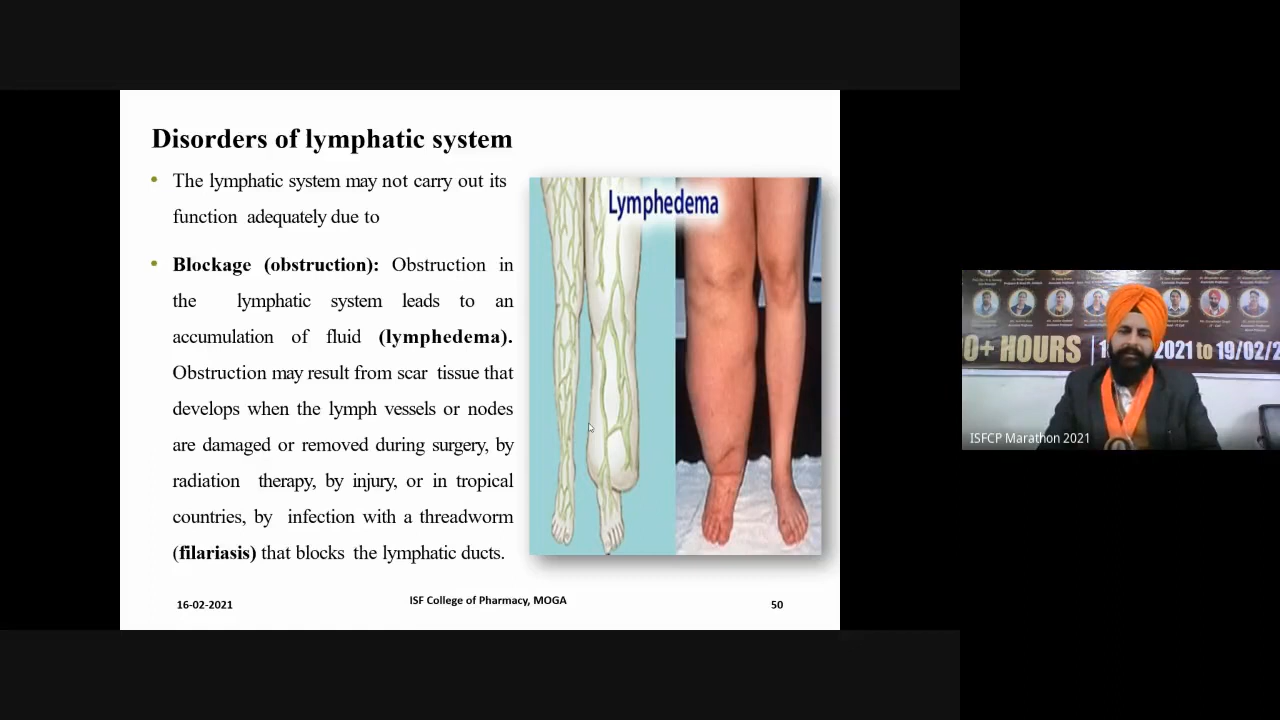 Disorders of lymphatic system
• The lymphatic system may not carry out its
function adequately due to
• Blockage (obstruction): Obstruction in
the lymphatic system leads to an
accumulation of fluid (lymphedema).
Obstruction may result from scar tissue that
develops when the lymph vessels or nodes
are damaged or removed during surgery, by
radiation therapy, by injury, or in tropical
countries, by infection with a threadworm
(filariasis) that blocks the lymphatic ducts.
Lymphedema
16-02-2021
ISF College of Pharmacy, MOGA
50
0+ HOURS
2021 to 19/02/2
ISFCP Marathon 2021